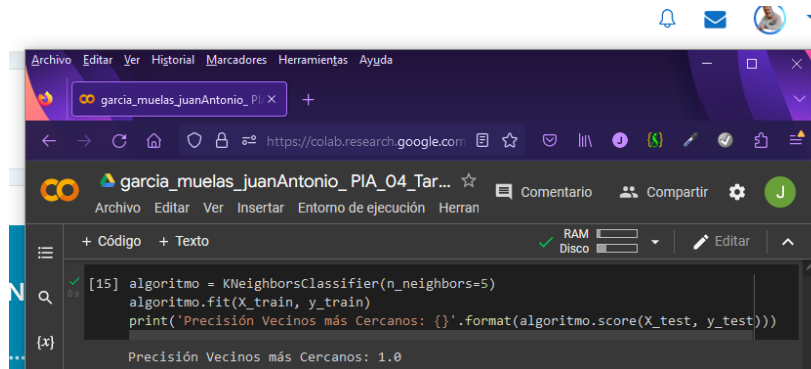 Archivo Editar Ver Historial Marcadores Herramientas Ayuda
garcia_muelas_juanAntonio_ PI
https://colab.research.google.com
garcia_muelas_juanAntonio_ PIA_04_Tar...
Comentario Compartir J
Archivo Editar Ver Insertar Entorno de ejecución Herran
+ Código + Texto RAM Disco Editar
[15] algoritmo = KNeighborsClassifier(n_neighbors=5)
0 s algoritmo.fit(X_train, y_train)
print('Precisión Vecinos más Cercanos: {}'.format(algoritmo.score(X_test, y_test)))
{x}
Precisión Vecinos más Cercanos: 1.0